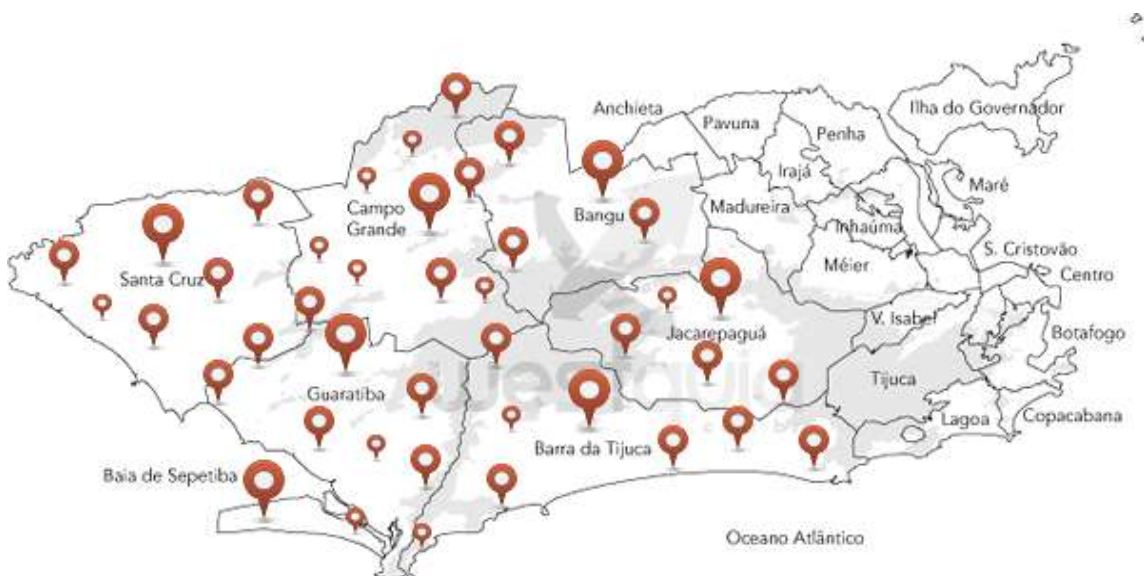 Anchieta
Pavuna
Penha
Ilha do Governador
Irajá
Maré
Madureira
Campo
Grande
Bangu
Inhaúma
S. Cristovão
Santa Cruz
Méier
Centro
V. Isabel
Jacarepaguá
Botafogo
Tijuca
Guaratiba
Lagoa
Copacabana
Barra da Tijuca
Baia de Sepetiba
Oceano Atlântico